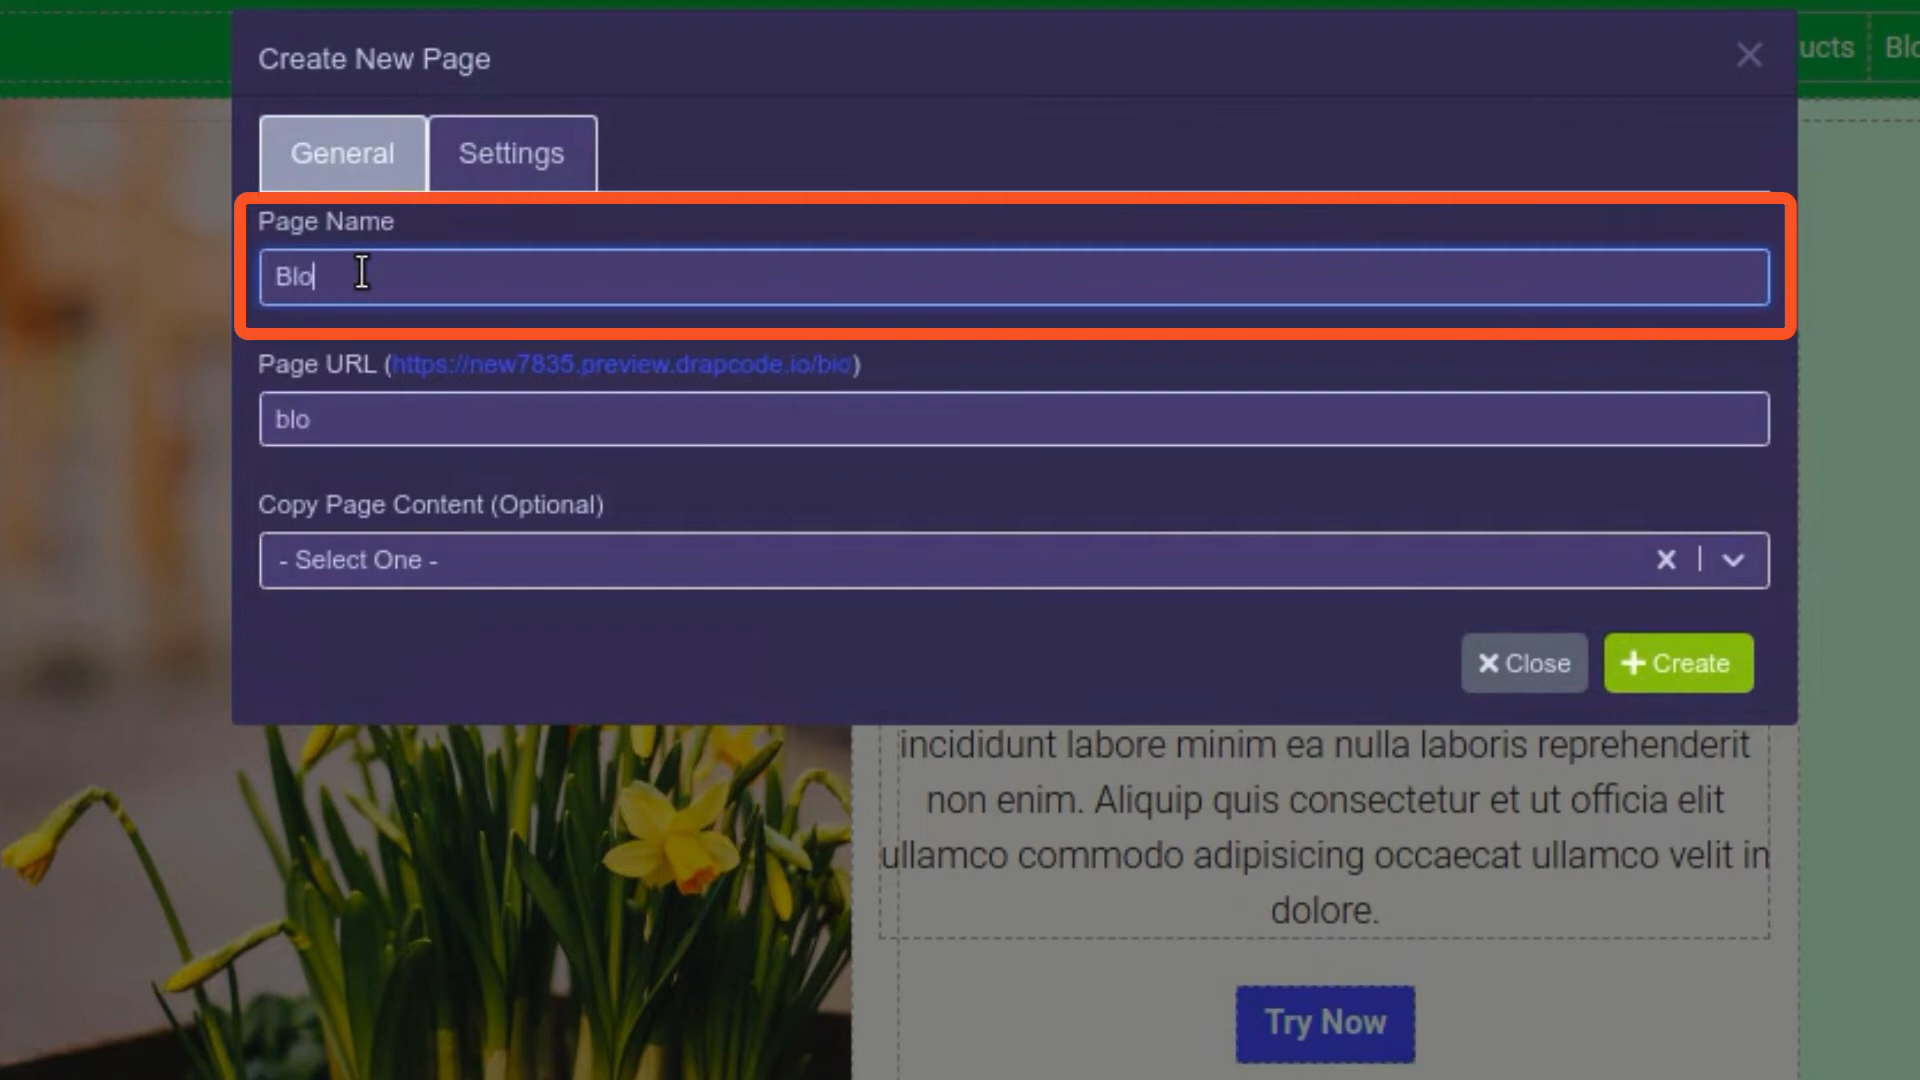 Create New Page
ucts
Blo
General
Settings
Page Name
Blo
Page URL (https://new7835.preview.drapcode.io/blo)
blo
Copy Page Content (Optional)
- Select One -
Close
Create
incididunt labore minim ea nulla laboris reprehenderit
non enim. Aliquip quis consectetur et ut officia elit
ullamco commodo adipisicing occaecat ullamco velit in
dolore.
Try Now